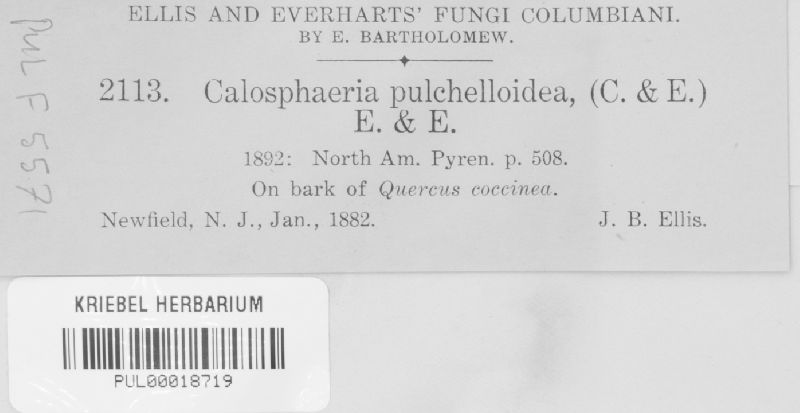 ELLIS AND EVERHARTS' FUNGI COLUMBIANI.
BY E. BARTHOLOMEW.
2113. Calosphaeria pulchelloidea, (C. & E.)
E. & E.
1892: North Am. Pyren. p. 508.
On bark of Quercus coccinea.
Newfield, N. J., Jan., 1882. J. B. Ellis.
PUL F 5571
KRIEBEL HERBARIUM
PUL00018719